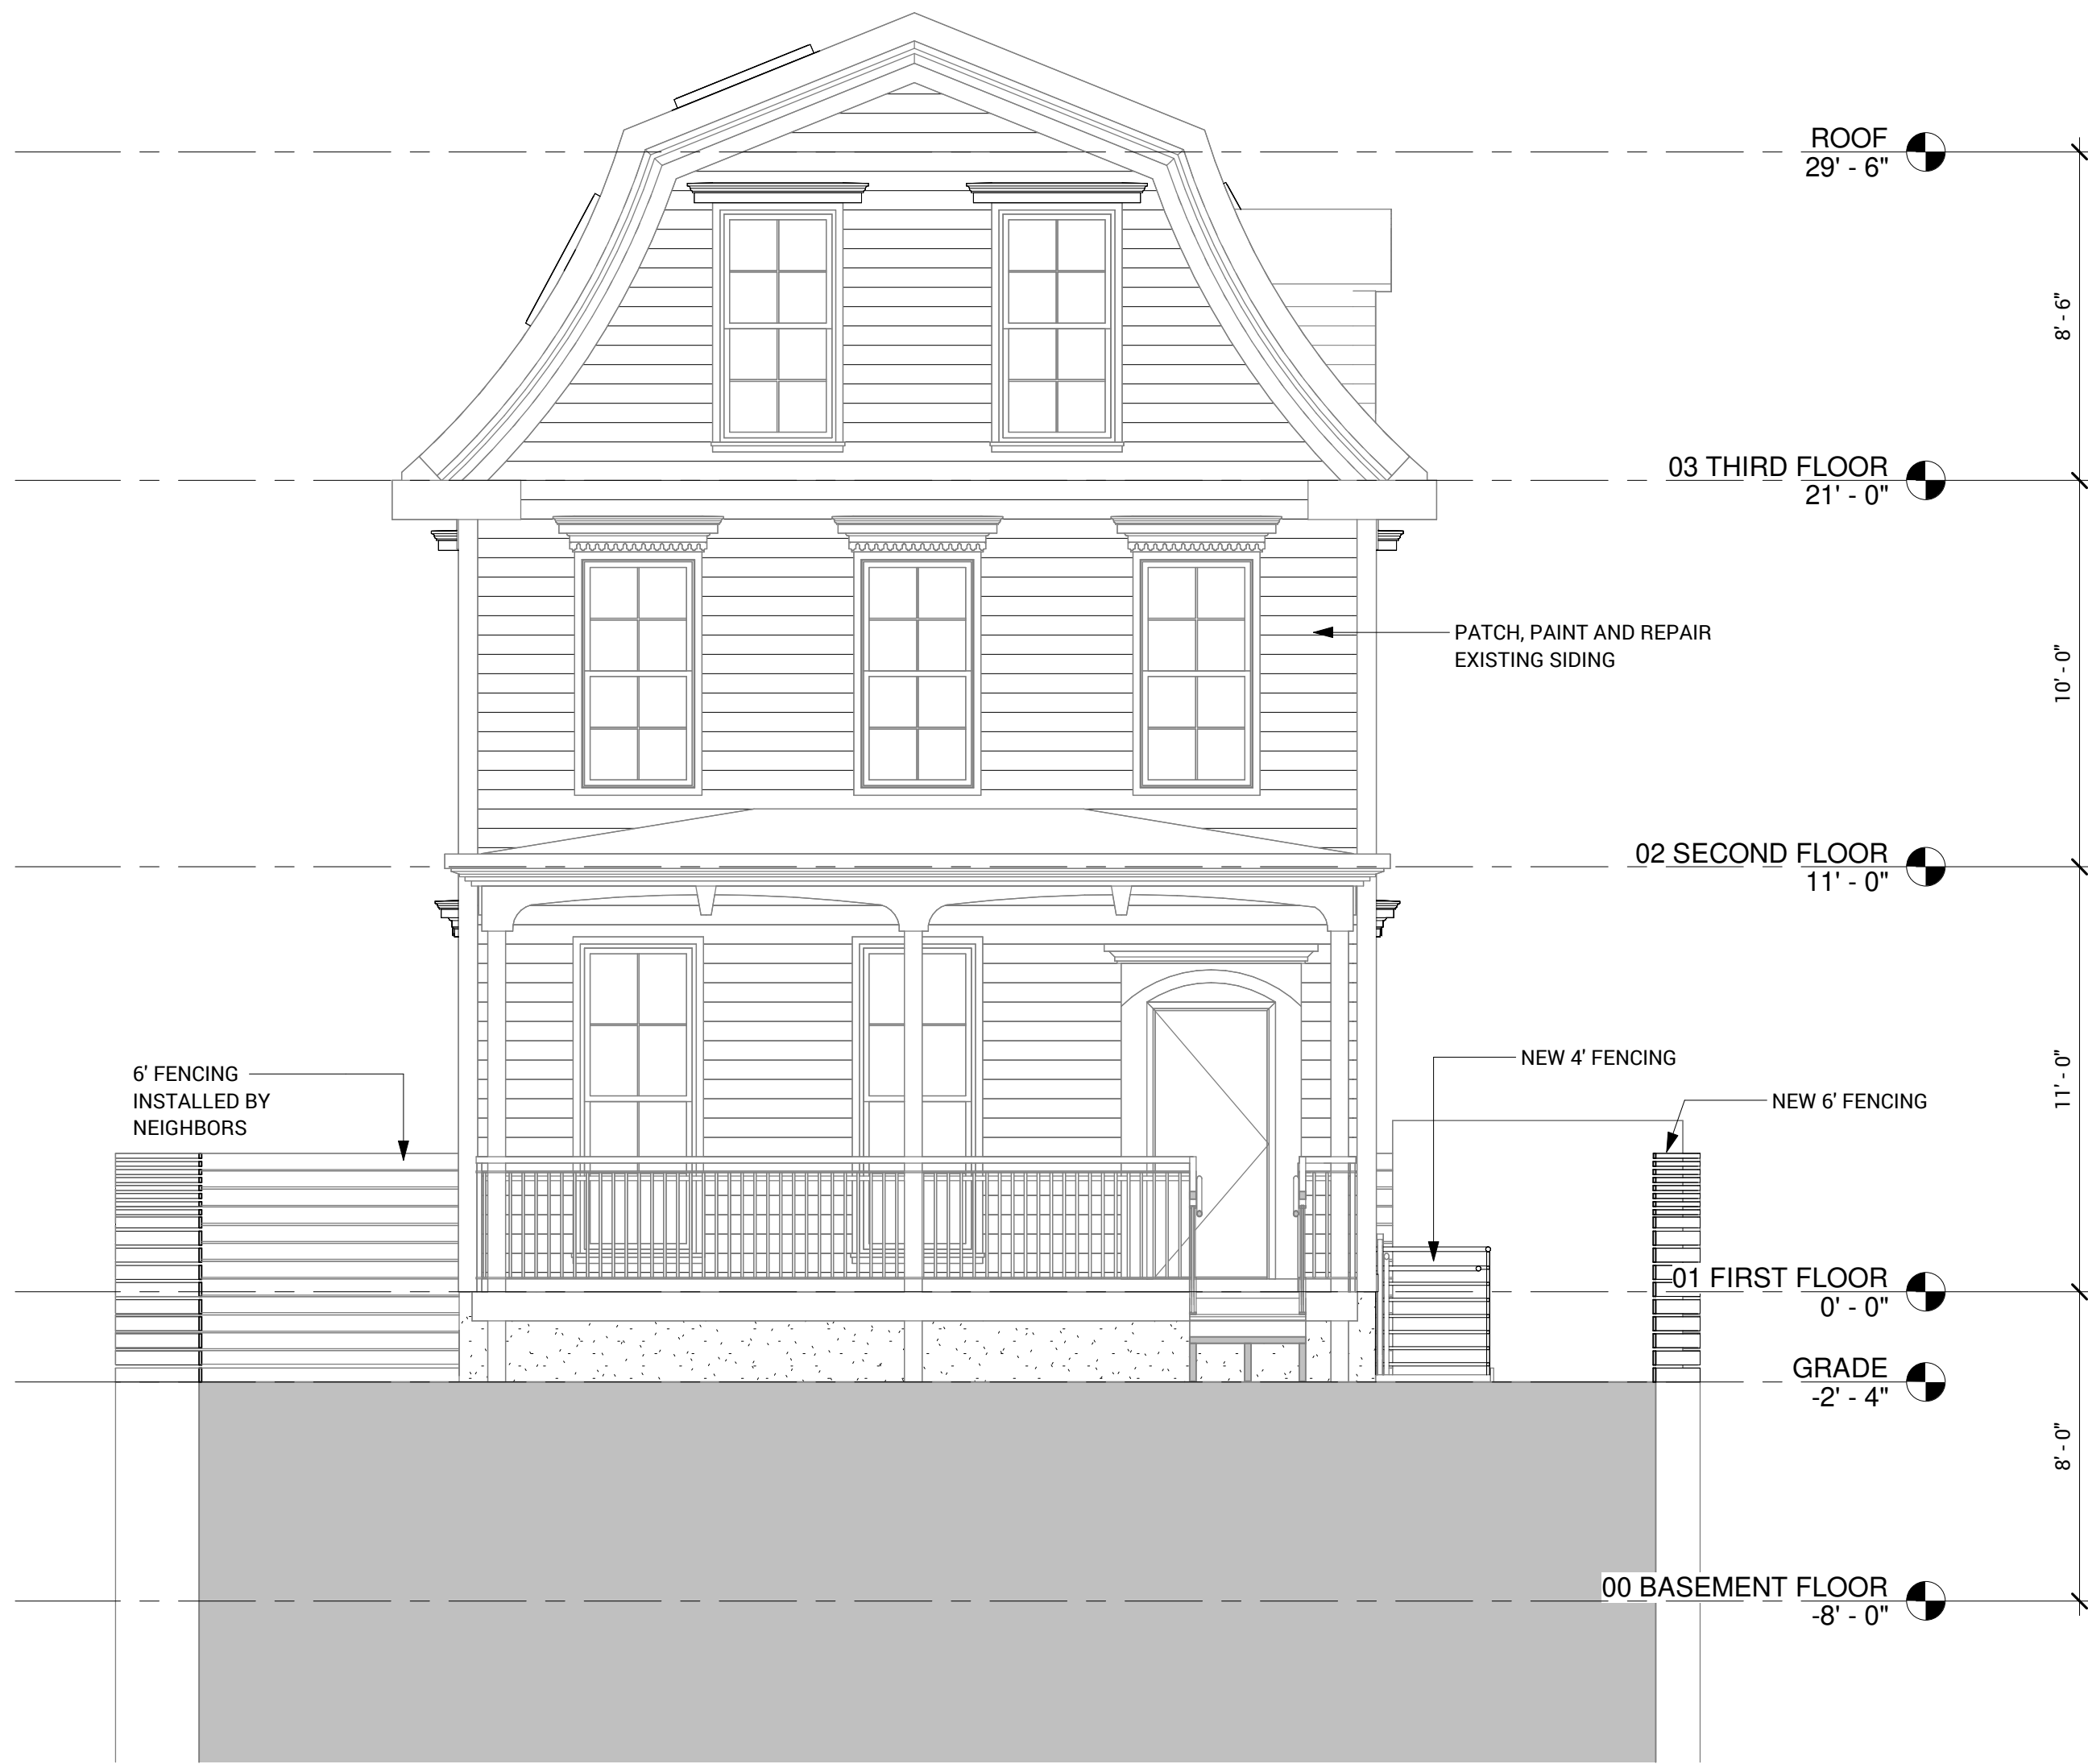 ROOF
29' - 6"
8' - 6"
03 THIRD FLOOR
21' - 0"
PATCH, PAINT AND REPAIR
EXISTING SIDING
10' - 0"
02 SECOND FLOOR
11' - 0"
6' FENCING
INSTALLED BY
NEIGHBORS
NEW 4' FENCING
NEW 6' FENCING
11' - 0"
01 FIRST FLOOR
0' - 0"
GRADE
-2' - 4"
8' - 0"
00 BASEMENT FLOOR
-8' - 0"